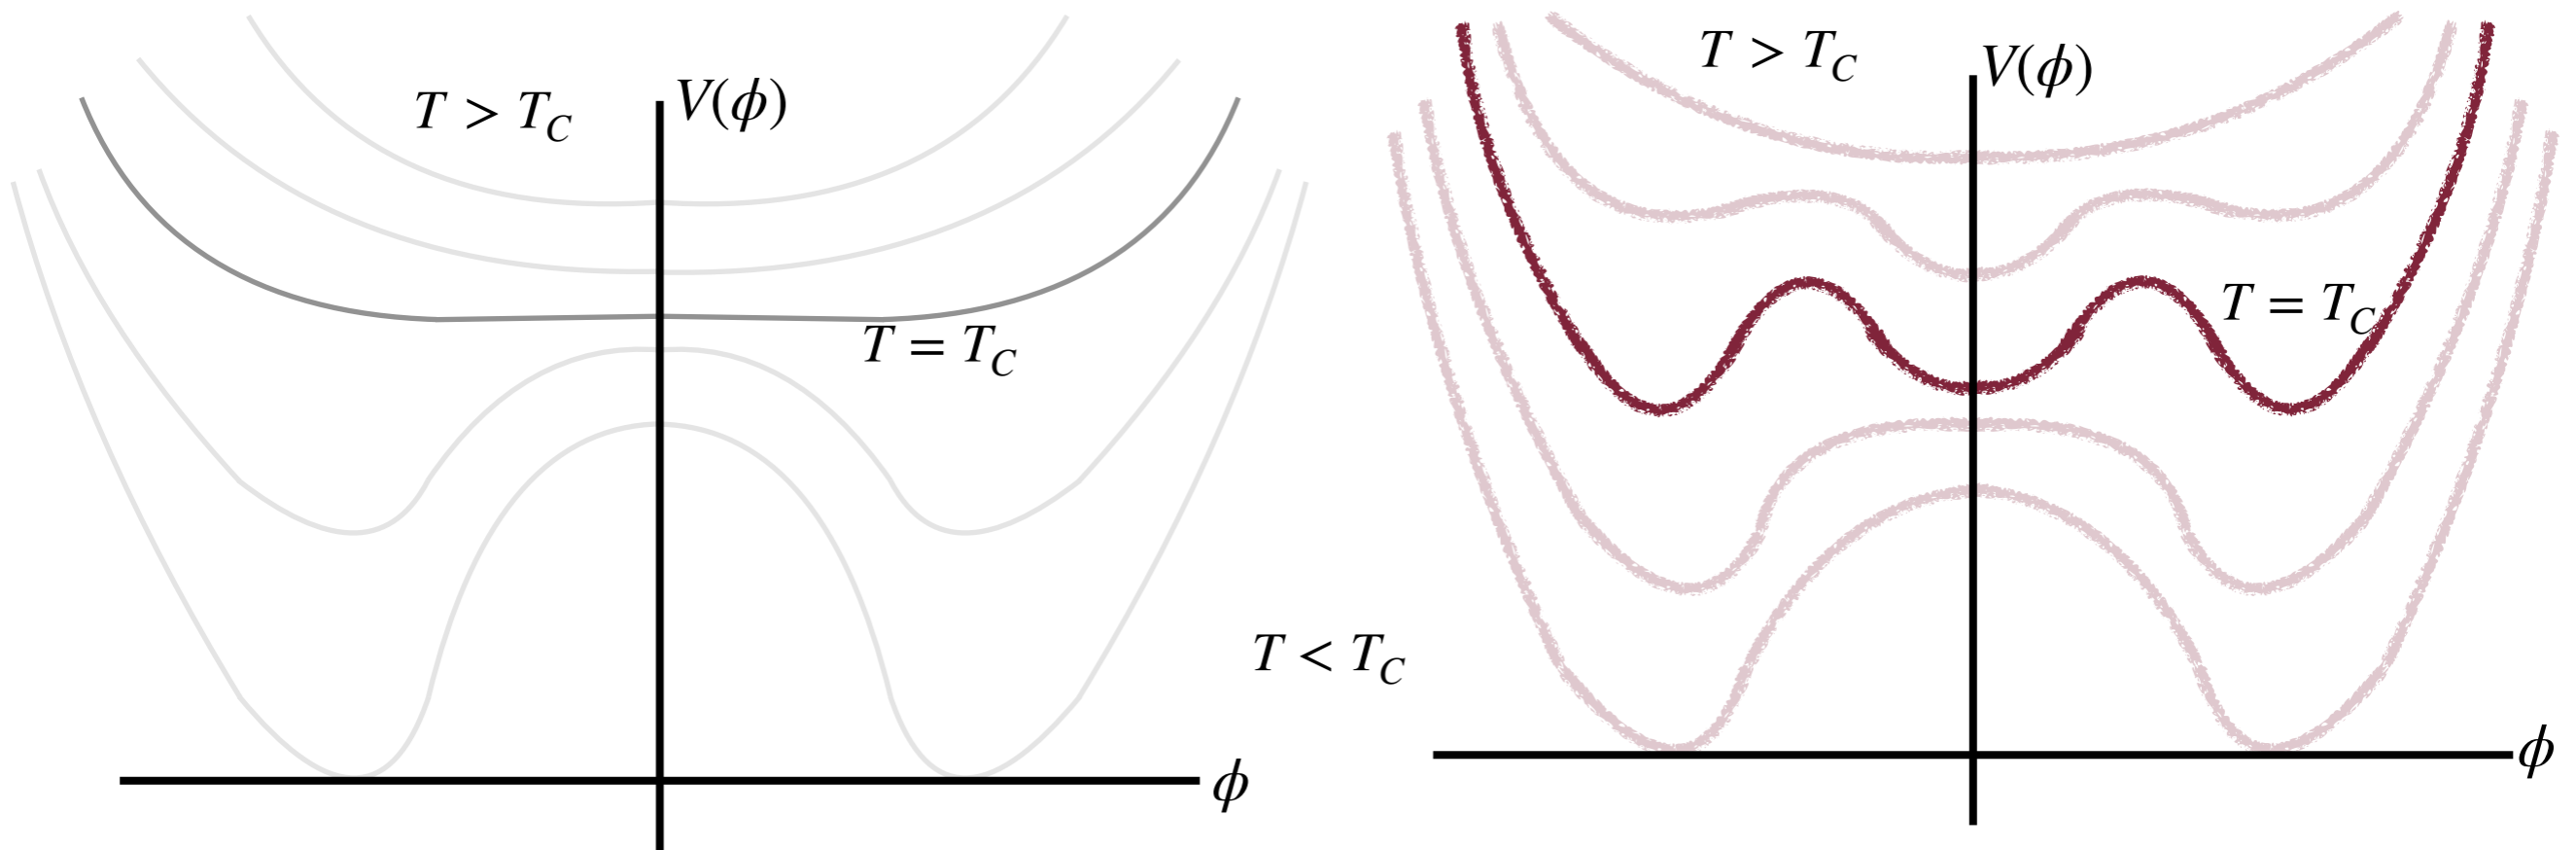 T > T_C
V(ϕ)
T = T_C
ϕ
T > T_C
V(ϕ)
T = T_C
T < T_C
ϕ